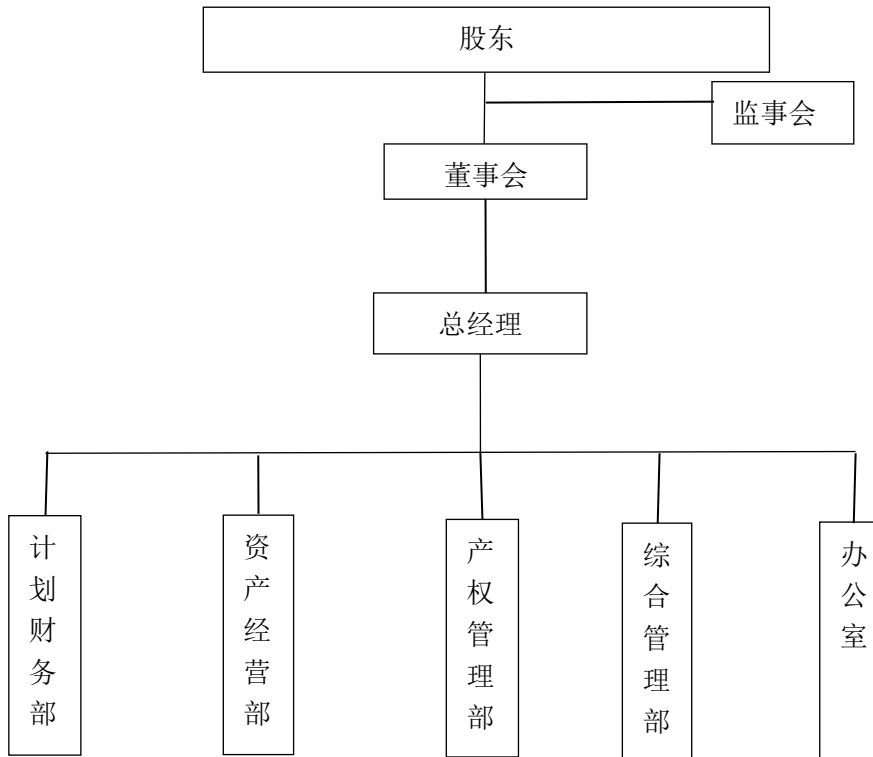 股东
监事会
董事会
总经理
计划财务部
资产经营部
产权管理部
综合管理部
办公室